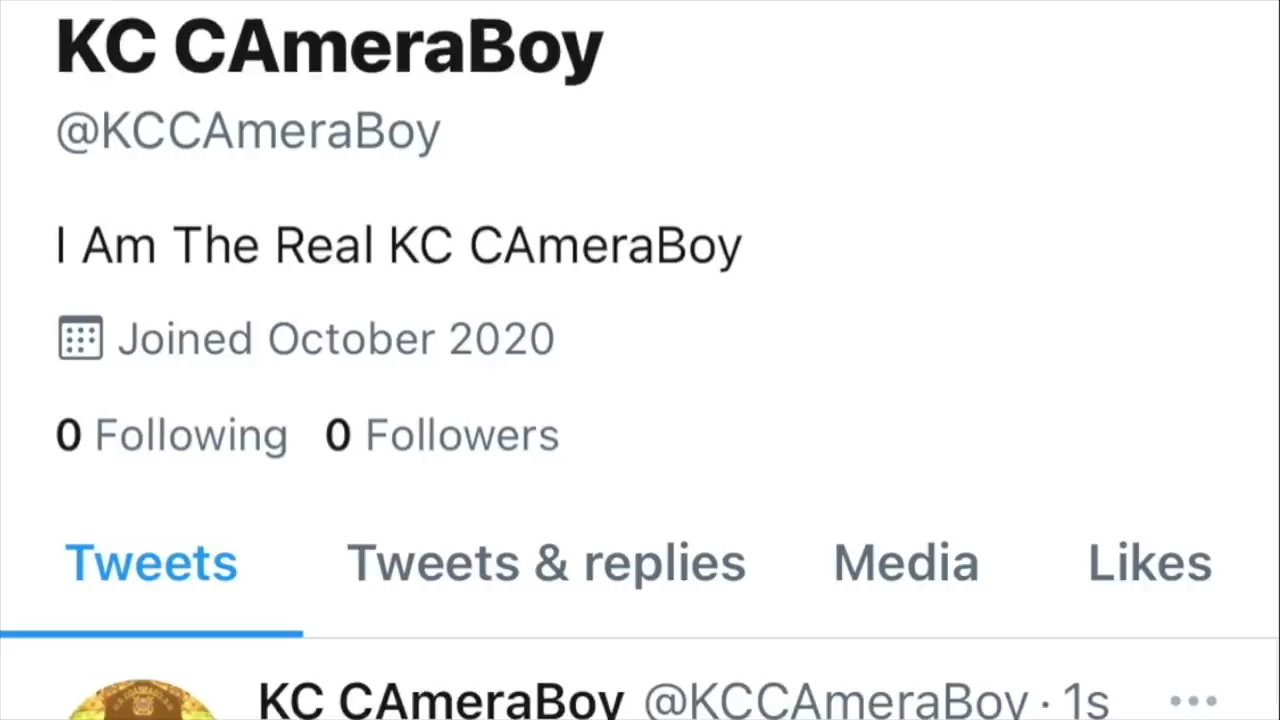 KC CAmeraBoy
@KCCAmeraBoy
I Am The Real KC CAmeraBoy
Joined October 2020
0 Following 0 Followers
Tweets Tweets & replies Media Likes
KC CAmeraBoy @KCCAmeraBoy · 1s